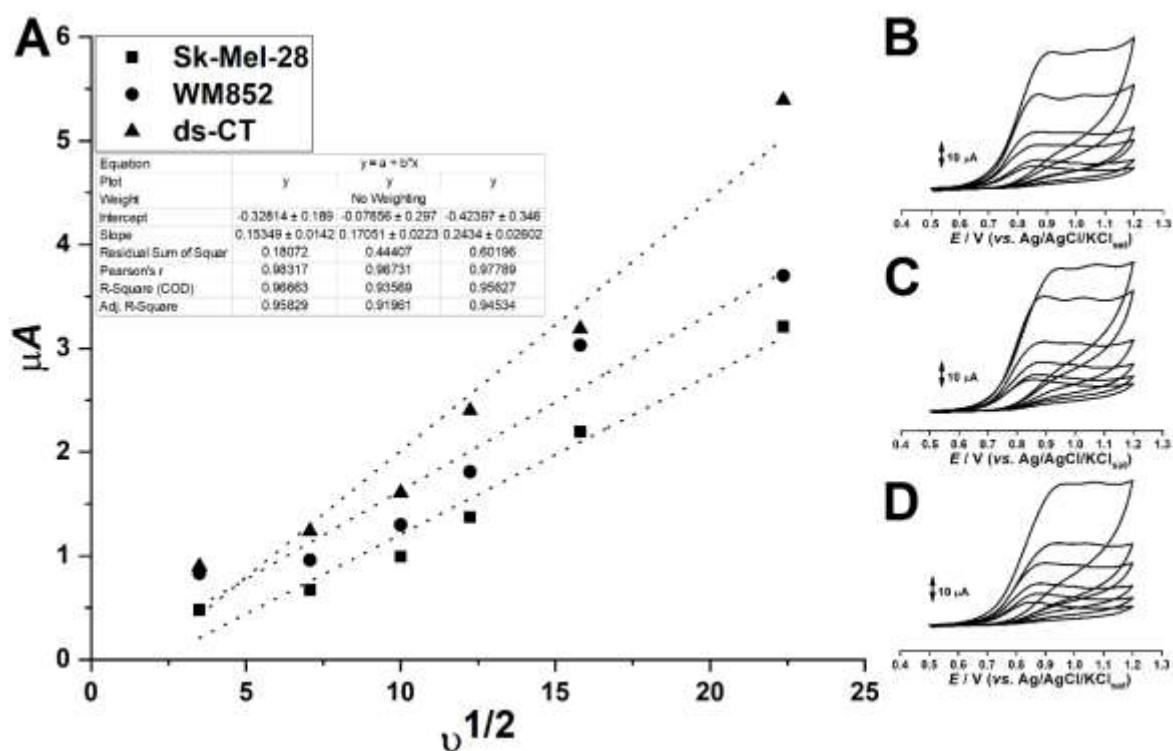 A
6
5
4
3
2
1
0
μA
0 5 10 15 20 25
υ1/2
Sk-Mel-28
WM852
ds-CT
Equation y = a + b*x
Plot y y y
Weight No Weighting
Intercept -0.32814 ± 0.189 -0.07656 ± 0.297 -0.42397 ± 0.346
Slope 0.15349 ± 0.0142 0.17051 ± 0.0223 0.2434 ± 0.02602
Residual Sum of Squar 0.18072 0.44407 0.60196
Pearson's r 0.98317 0.96731 0.97789
R-Square (COD) 0.96663 0.93569 0.95627
Adj. R-Square 0.95829 0.91961 0.94534
B
10 μA
0.4 0.5 0.6 0.7 0.8 0.9 1.0 1.1 1.2 1.3
E / V (vs. Ag/AgCl/KClsat)
C
10 μA
0.4 0.5 0.6 0.7 0.8 0.9 1.0 1.1 1.2 1.3
E / V (vs. Ag/AgCl/KClsat)
D
10 μA
0.4 0.5 0.6 0.7 0.8 0.9 1.0 1.1 1.2 1.3
E / V (vs. Ag/AgCl/KClsat)